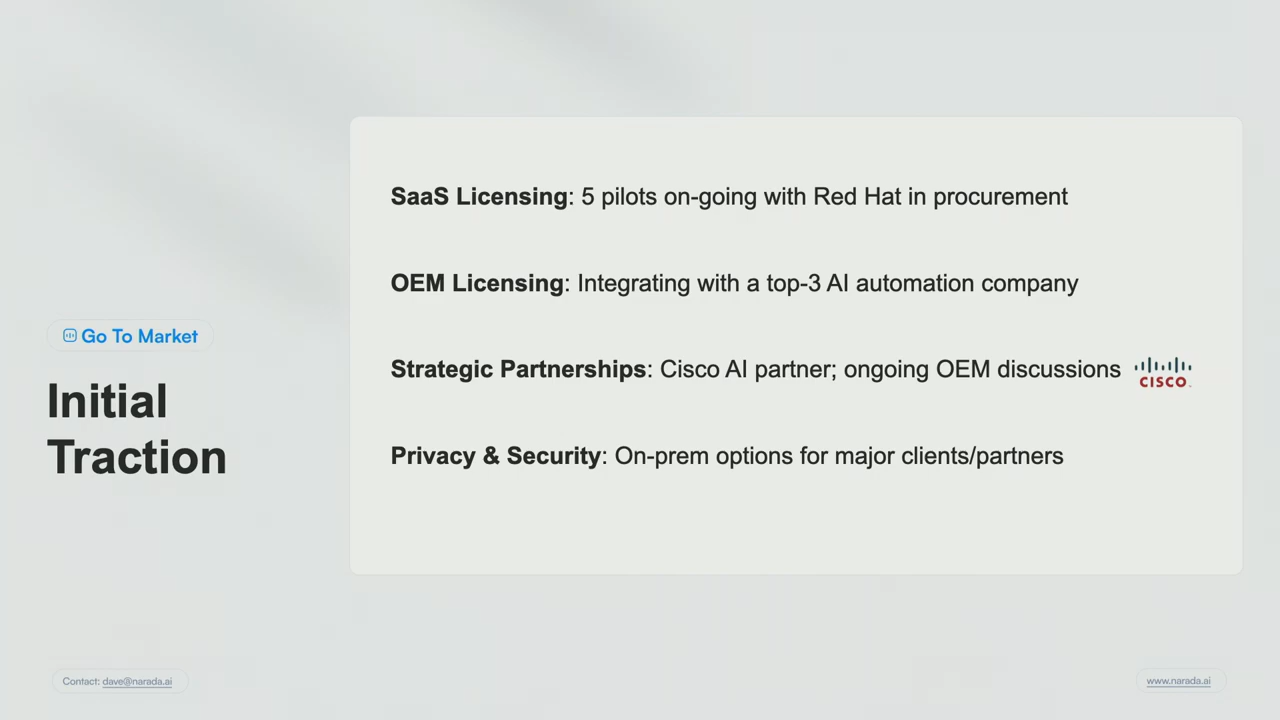 Go To Market
Initial
Traction
SaaS Licensing: 5 pilots on-going with Red Hat in procurement
OEM Licensing: Integrating with a top-3 AI automation company
Strategic Partnerships: Cisco AI partner; ongoing OEM discussions
CISCO
Privacy & Security: On-prem options for major clients/partners
Contact: dave@narada.ai
www.narada.ai